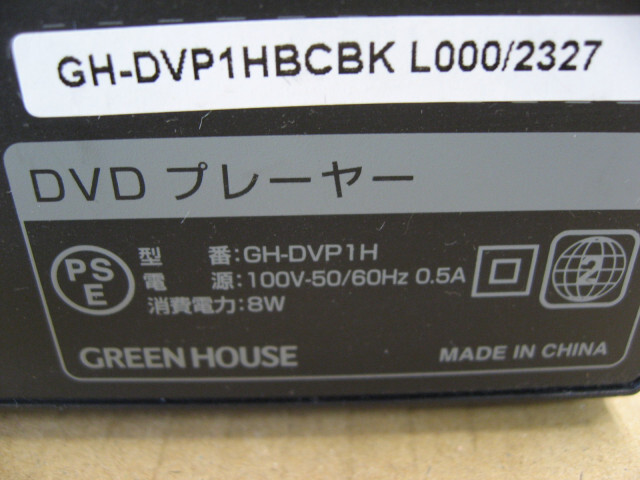 GH-DVP1HBCBK L000/2327
DVD プレーヤー
PS
E
型 番:GH-DVP1H
電 源:100V-50/60Hz 0.5A
消費電力:8W
2
GREEN HOUSE
MADE IN CHINA